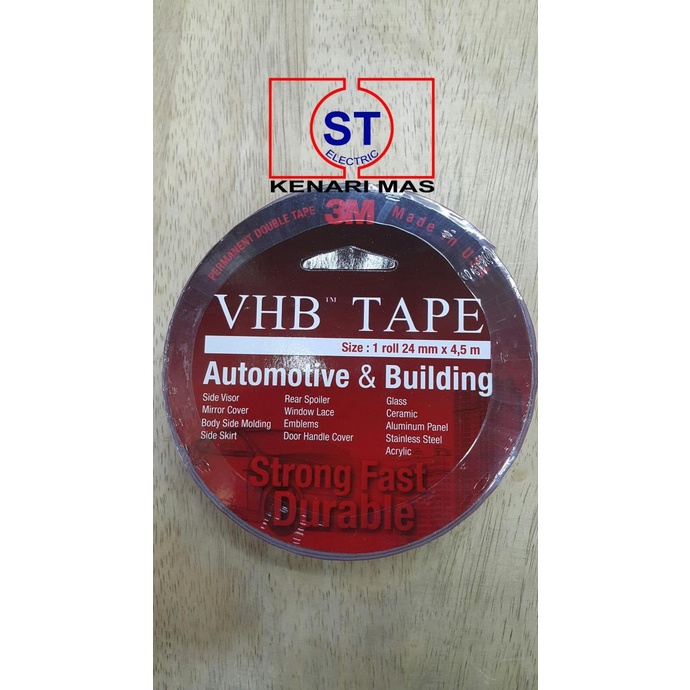 ST
ELECTRIC
KENARI MAS
PERMANENT DOUBLE TAPE 3M Made in U
VHB™ TAPE
Size : 1 roll 24 mm x 4,5 m
Automotive & Building
Side Visor
Mirror Cover
Body Side Molding
Side Skirt
Rear Spoiler
Window Lace
Emblems
Door Handle Cover
Glass
Ceramic
Aluminum Panel
Stainless Steel
Acrylic
Strong Fast
Durable